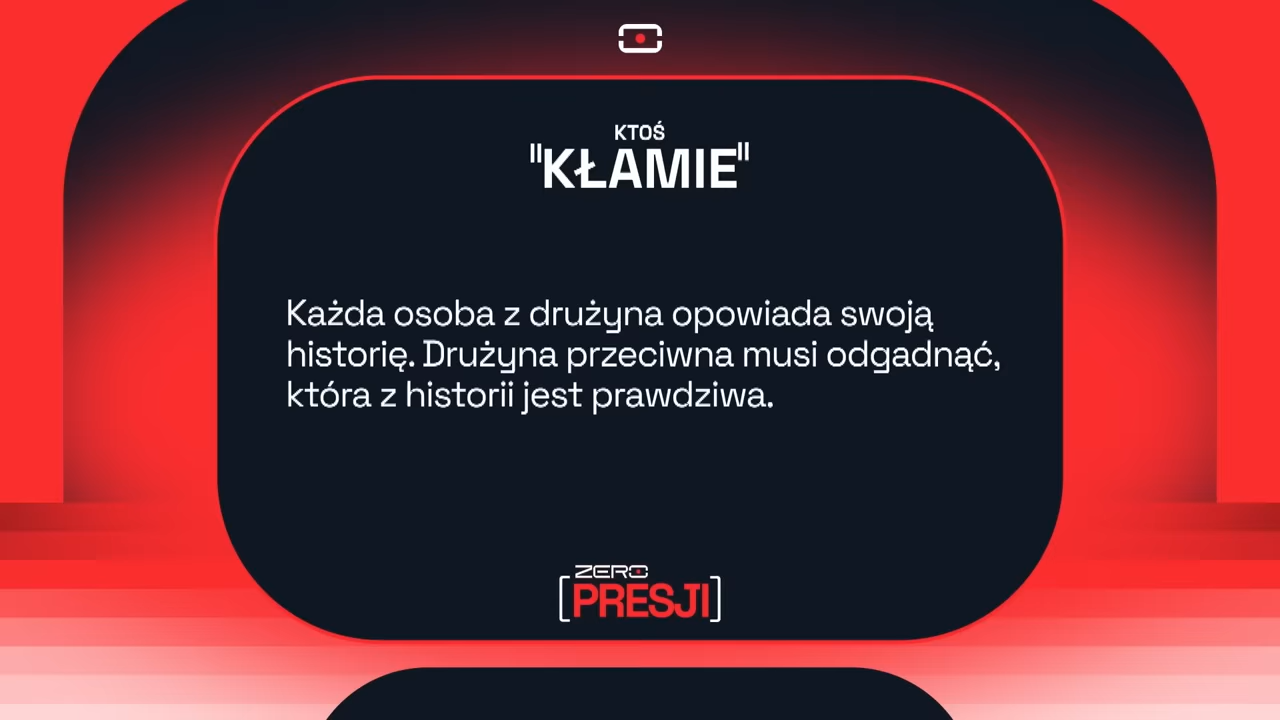 KTOŚ
"KŁAMIE"
Każda osoba z drużyna opowiada swoją
historię. Drużyna przeciwna musi odgadnąć,
która z historii jest prawdziwa.
ZERO
[PRESJI]